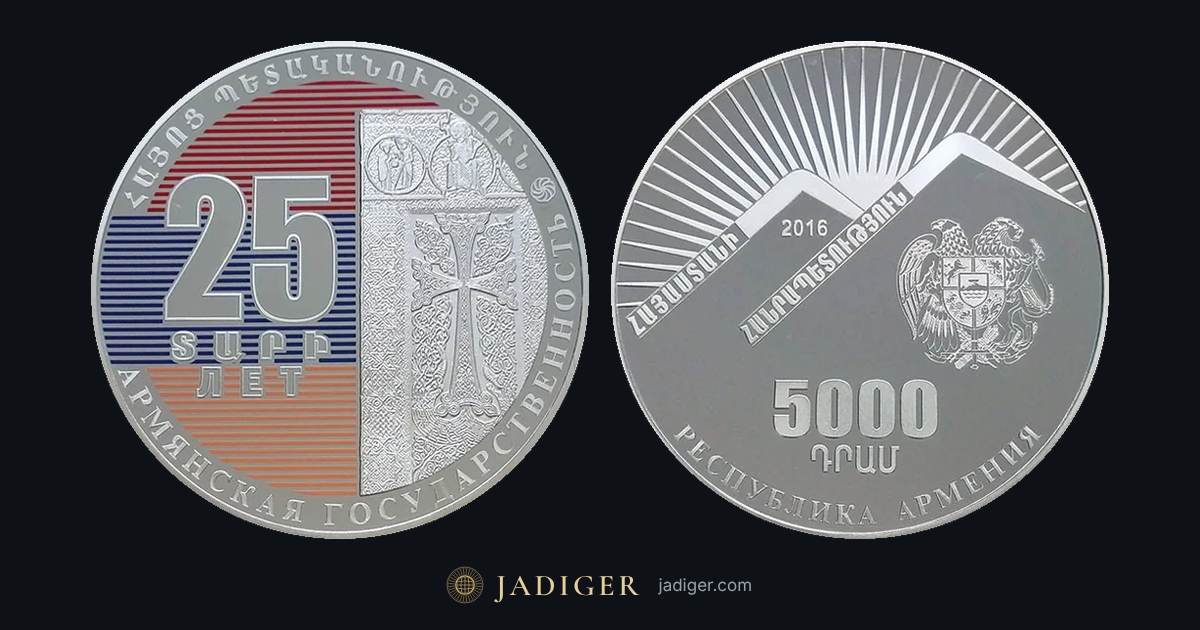 ՀԱՅՈՑ ՊԵՏԱԿԱՆՈՒԹՅՈՒՆ
25
ՏԱՐԻ
ЛЕТ
АРМЯНСКАЯ ГОСУДАРСТВЕННОСТЬ
2016
ՀԱՅԱՍՏԱՆԻ
ՀԱՆՐԱՊԵՏՈՒԹՅՈՒՆ
5000
ԴՐԱՄ
РЕСПУБЛИКА АРМЕНИЯ
JADIGER
jadiger.com